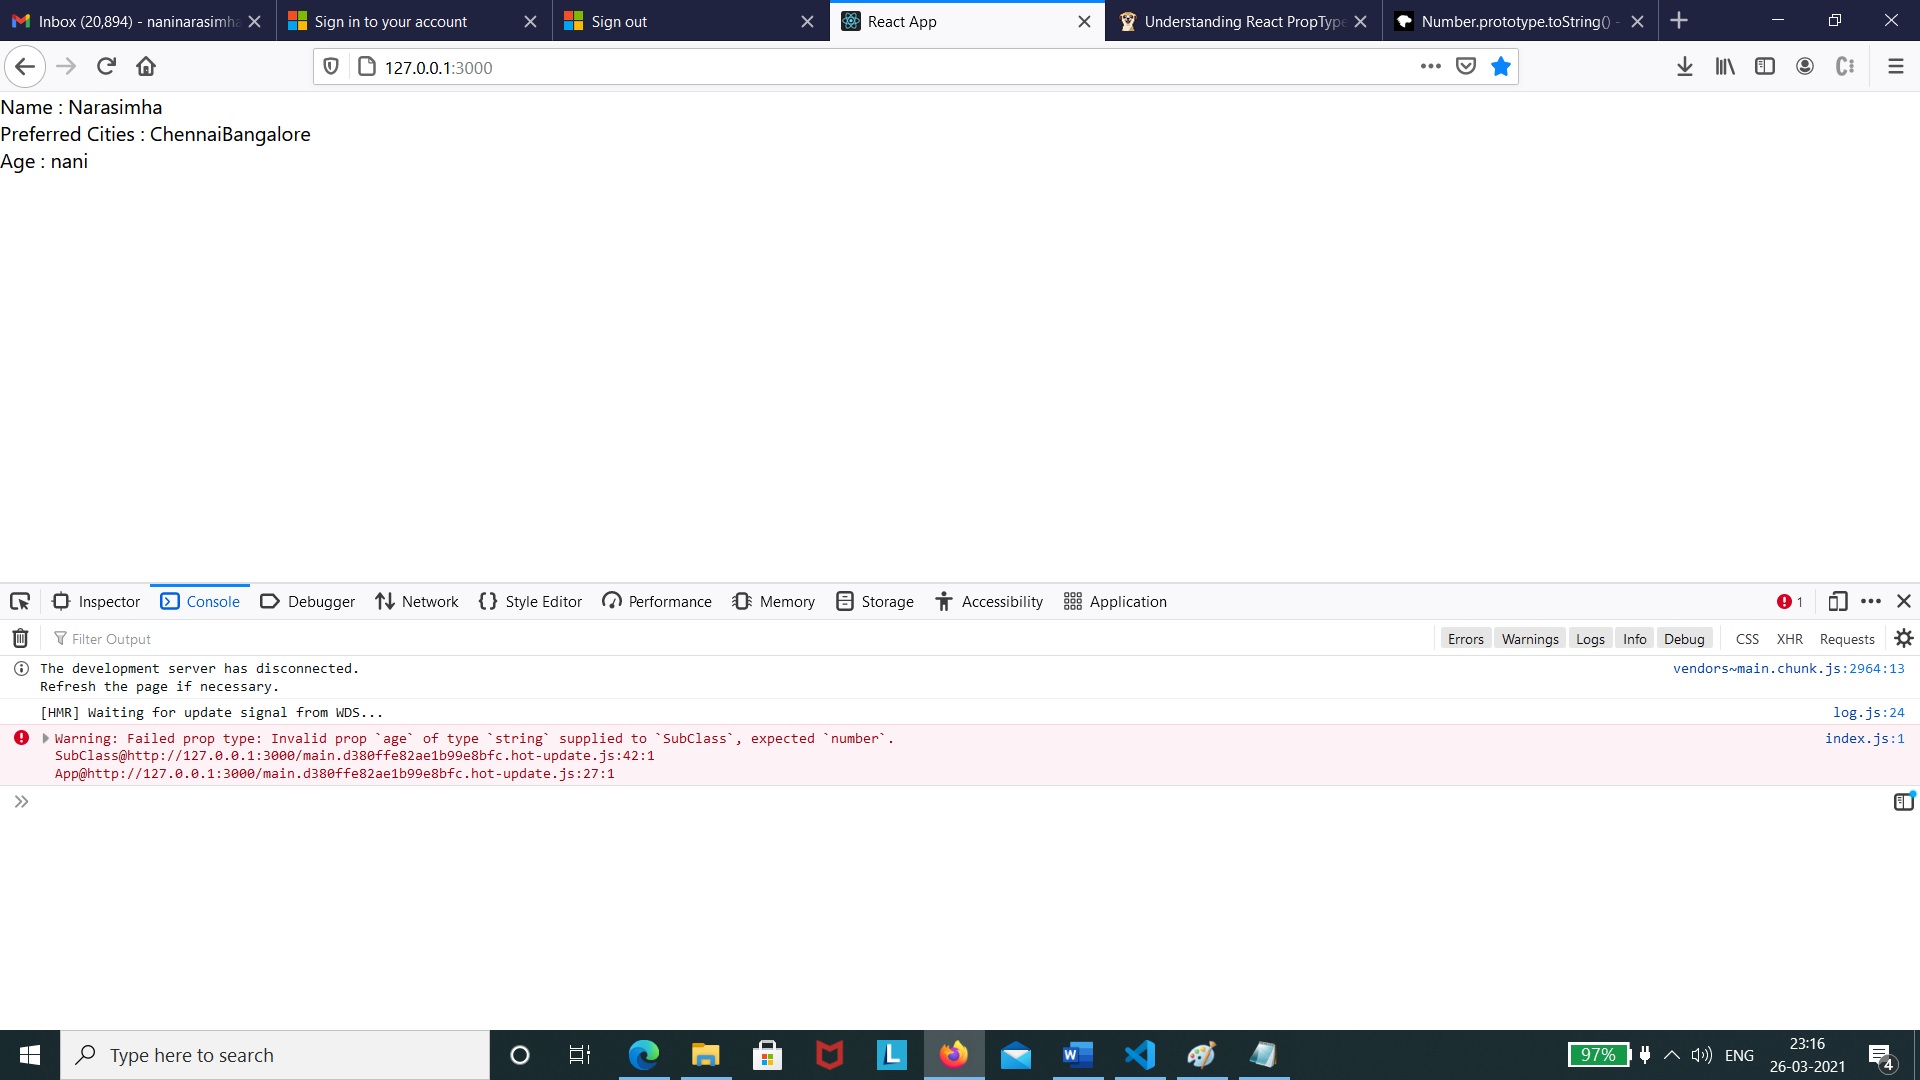 Inbox (20,894) - naninarasimha
Sign in to your account
Sign out
React App
Understanding React PropType
Number.prototype.toString() -
127.0.0.1:3000
Name : Narasimha
Preferred Cities : ChennaiBangalore
Age : nani
Inspector Console Debugger Network Style Editor Performance Memory Storage Accessibility Application 1
Filter Output Errors Warnings Logs Info Debug CSS XHR Requests
The development server has disconnected. vendors~main.chunk.js:2964:13
Refresh the page if necessary.
[HMR] Waiting for update signal from WDS... log.js:24
Warning: Failed prop type: Invalid prop `age` of type `string` supplied to `SubClass`, expected `number`. index.js:1
SubClass@http://127.0.0.1:3000/main.d380ffe82ae1b99e8bfc.hot-update.js:42:1
App@http://127.0.0.1:3000/main.d380ffe82ae1b99e8bfc.hot-update.js:27:1
Type here to search
L
W
97%
ENG
23:16
26-03-2021
4